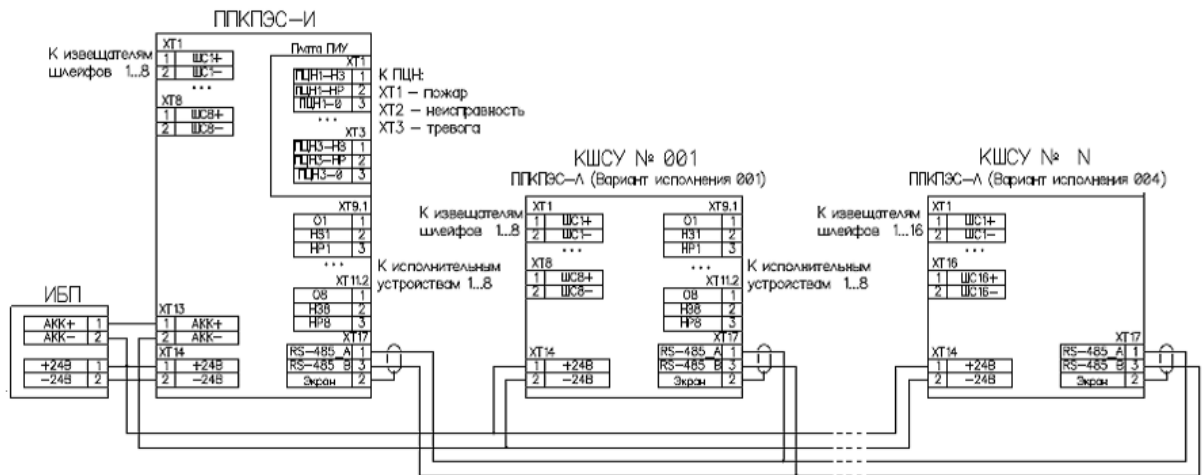 ППКПЭС-И
К извещателям
шлейфов 1...8
XT1
1 ШС1+
2 ШС1-
...
XT8
1 ШС8+
2 ШС8-
Плата ПИУ
XT1
ПЦН1-НЗ 1
ПЦН1-НР 2
ПЦН1-0 3
...
XT3
ПЦН3-НЗ 1
ПЦН3-НР 2
ПЦН3-0 3
К ПЦН:
XT1 – пожар
XT2 – неисправность
XT3 – тревога
XT9.1
О1 1
НЗ1 2
НР1 3
...
XT11.2
О8 1
НЗ8 2
НР8 3
К исполнительным
устройствам 1...8
XT17
RS-485_A 1
RS-485_B 3
Экран 2
XT13
1 АКК+
2 АКК-
XT14
1 +24В
2 -24В
ИБП
АКК+ 1
АКК- 2
+24В 1
-24В 2
КШСУ № 001
ППКПЭС-Л (Вариант исполнения 001)
К извещателям
шлейфов 1...8
XT1
1 ШС1+
2 ШС1-
...
XT8
1 ШС8+
2 ШС8-
XT14
1 +24В
2 -24В
XT9.1
О1 1
НЗ1 2
НР1 3
...
XT11.2
О8 1
НЗ8 2
НР8 3
К исполнительным
устройствам 1...8
XT17
RS-485_A 1
RS-485_B 3
Экран 2
КШСУ № N
ППКПЭС-Л (Вариант исполнения 004)
К извещателям
шлейфов 1...16
XT1
1 ШС1+
2 ШС1-
...
XT16
1 ШС16+
2 ШС16-
XT14
1 +24В
2 -24В
XT17
RS-485_A 1
RS-485_B 3
Экран 2